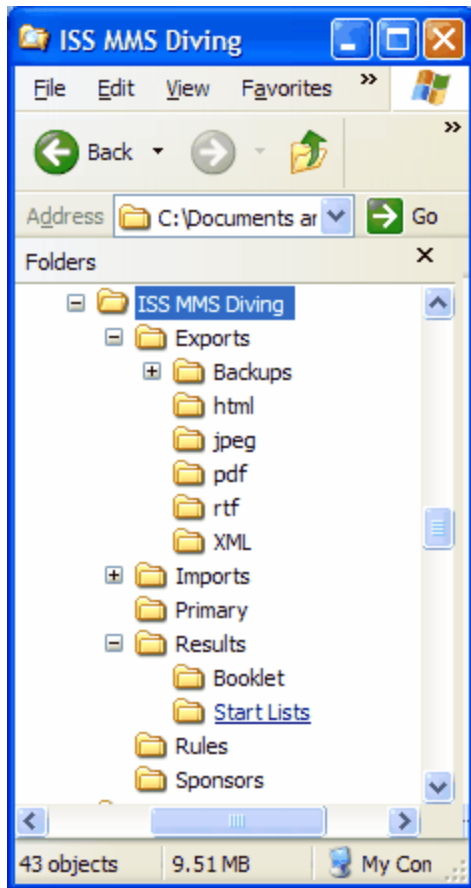 ISS MMS Diving
File Edit View Favorites »
Back »
Address C:\Documents ar Go
Folders
ISS MMS Diving
Exports
Backups
html
jpeg
pdf
rtf
XML
Imports
Primary
Results
Booklet
Start Lists
Rules
Sponsors
43 objects 9.51 MB My Com